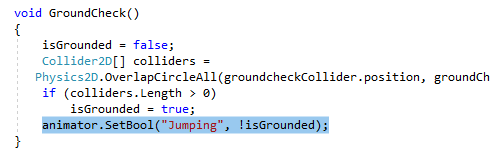 void GroundCheck()
{
isGrounded = false;
Collider2D[] colliders =
Physics2D.OverlapCircleAll(groundcheckCollider.position, groundCh
if (colliders.Length > 0)
isGrounded = true;
animator.SetBool("Jumping", !isGrounded);
}